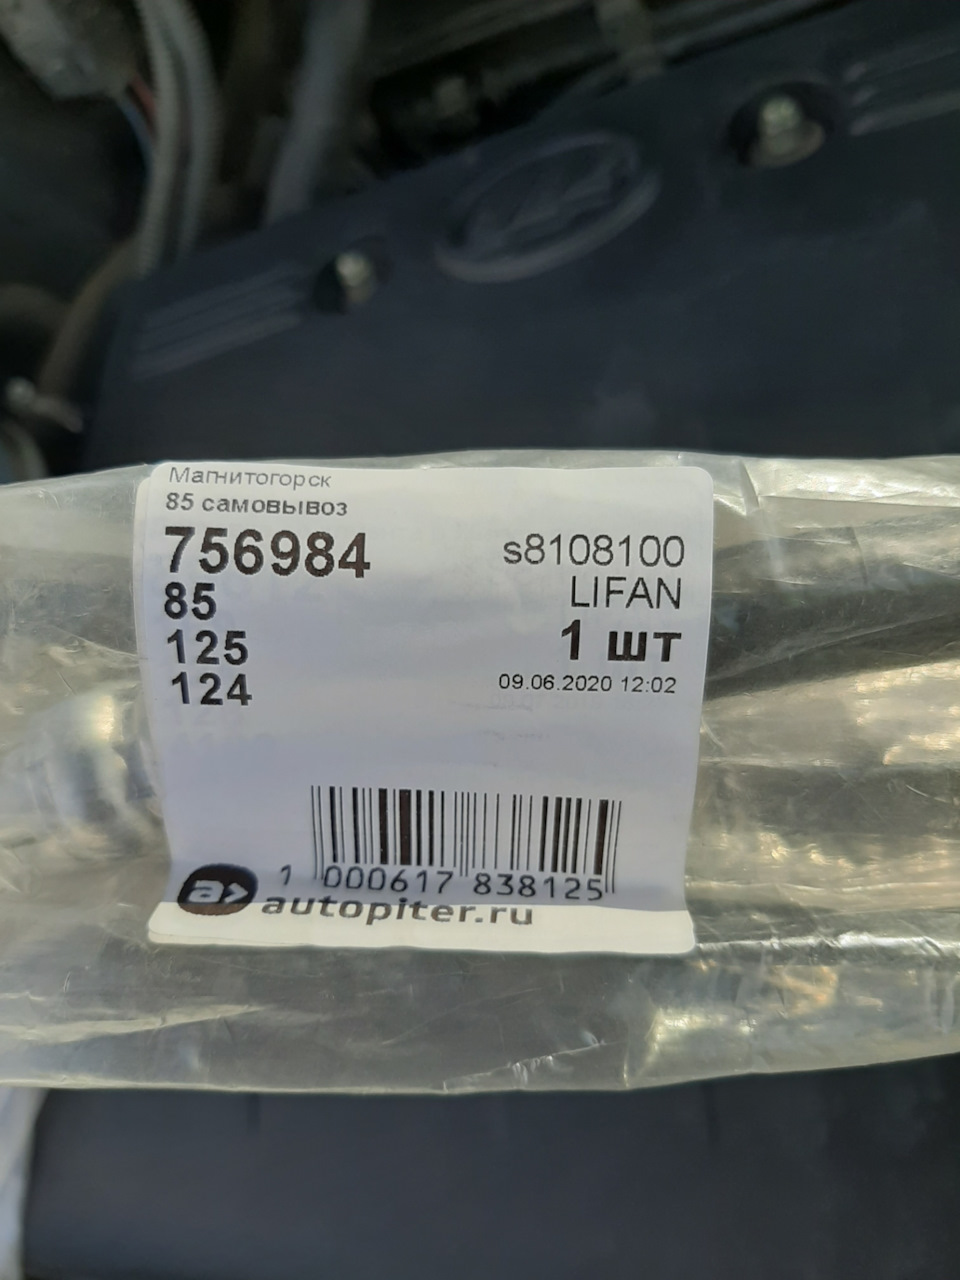 Магнитогорск
85 самовывоз
756984
85
125
124
s8108100
LIFAN
1 шт
09.06.2020 12:02
1 000617 838125
a>
autopiter.ru